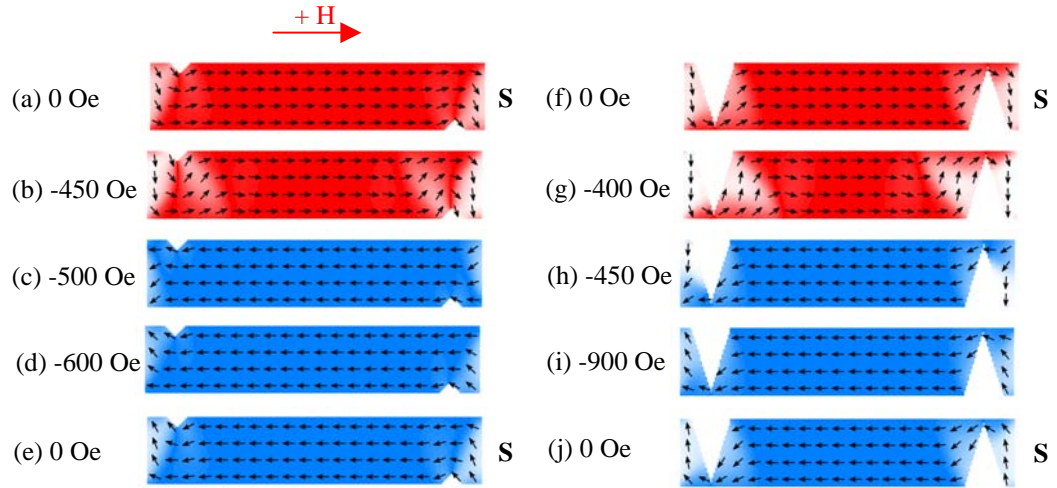 + H
(a) 0 Oe
S
(f) 0 Oe
S
(b) -450 Oe
(g) -400 Oe
(c) -500 Oe
(h) -450 Oe
(d) -600 Oe
(i) -900 Oe
(e) 0 Oe
S
(j) 0 Oe
S